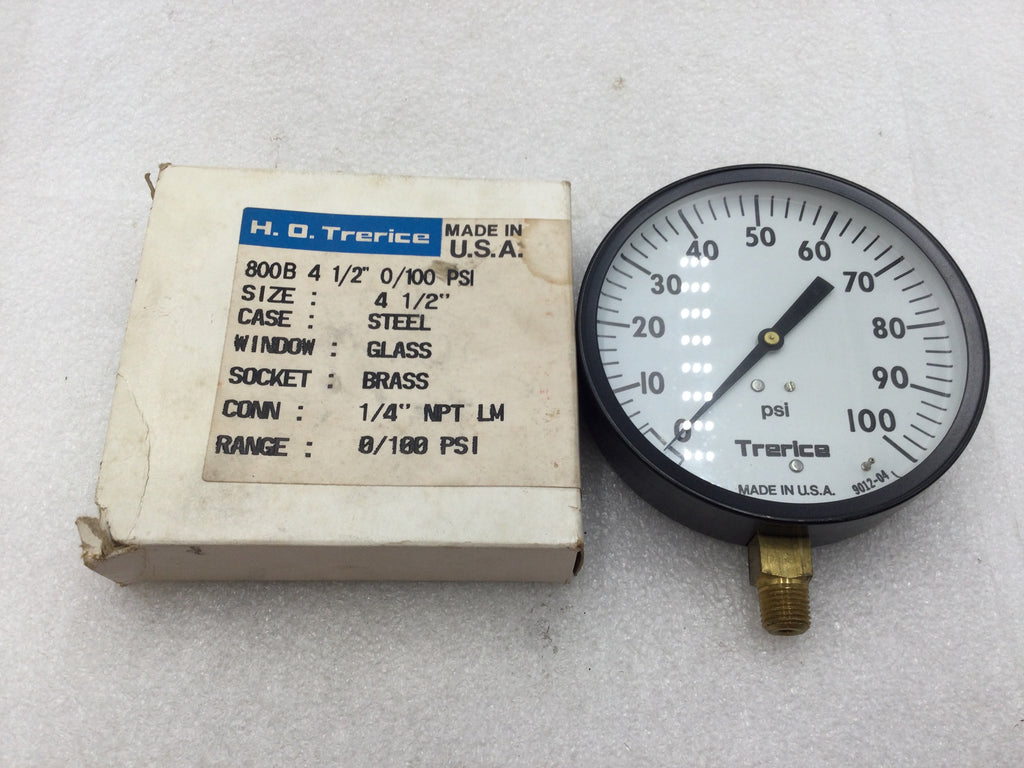 H. O. Trerice
MADE IN
U.S.A.
800B 4 1/2" 0/100 PSI
SIZE : 4 1/2"
CASE : STEEL
WINDOW : GLASS
SOCKET : BRASS
CONN : 1/4" NPT LM
RANGE : 0/100 PSI
0
10
20
30
40
50
60
70
80
90
100
psi
Trerice
MADE IN U.S.A.
9012-04